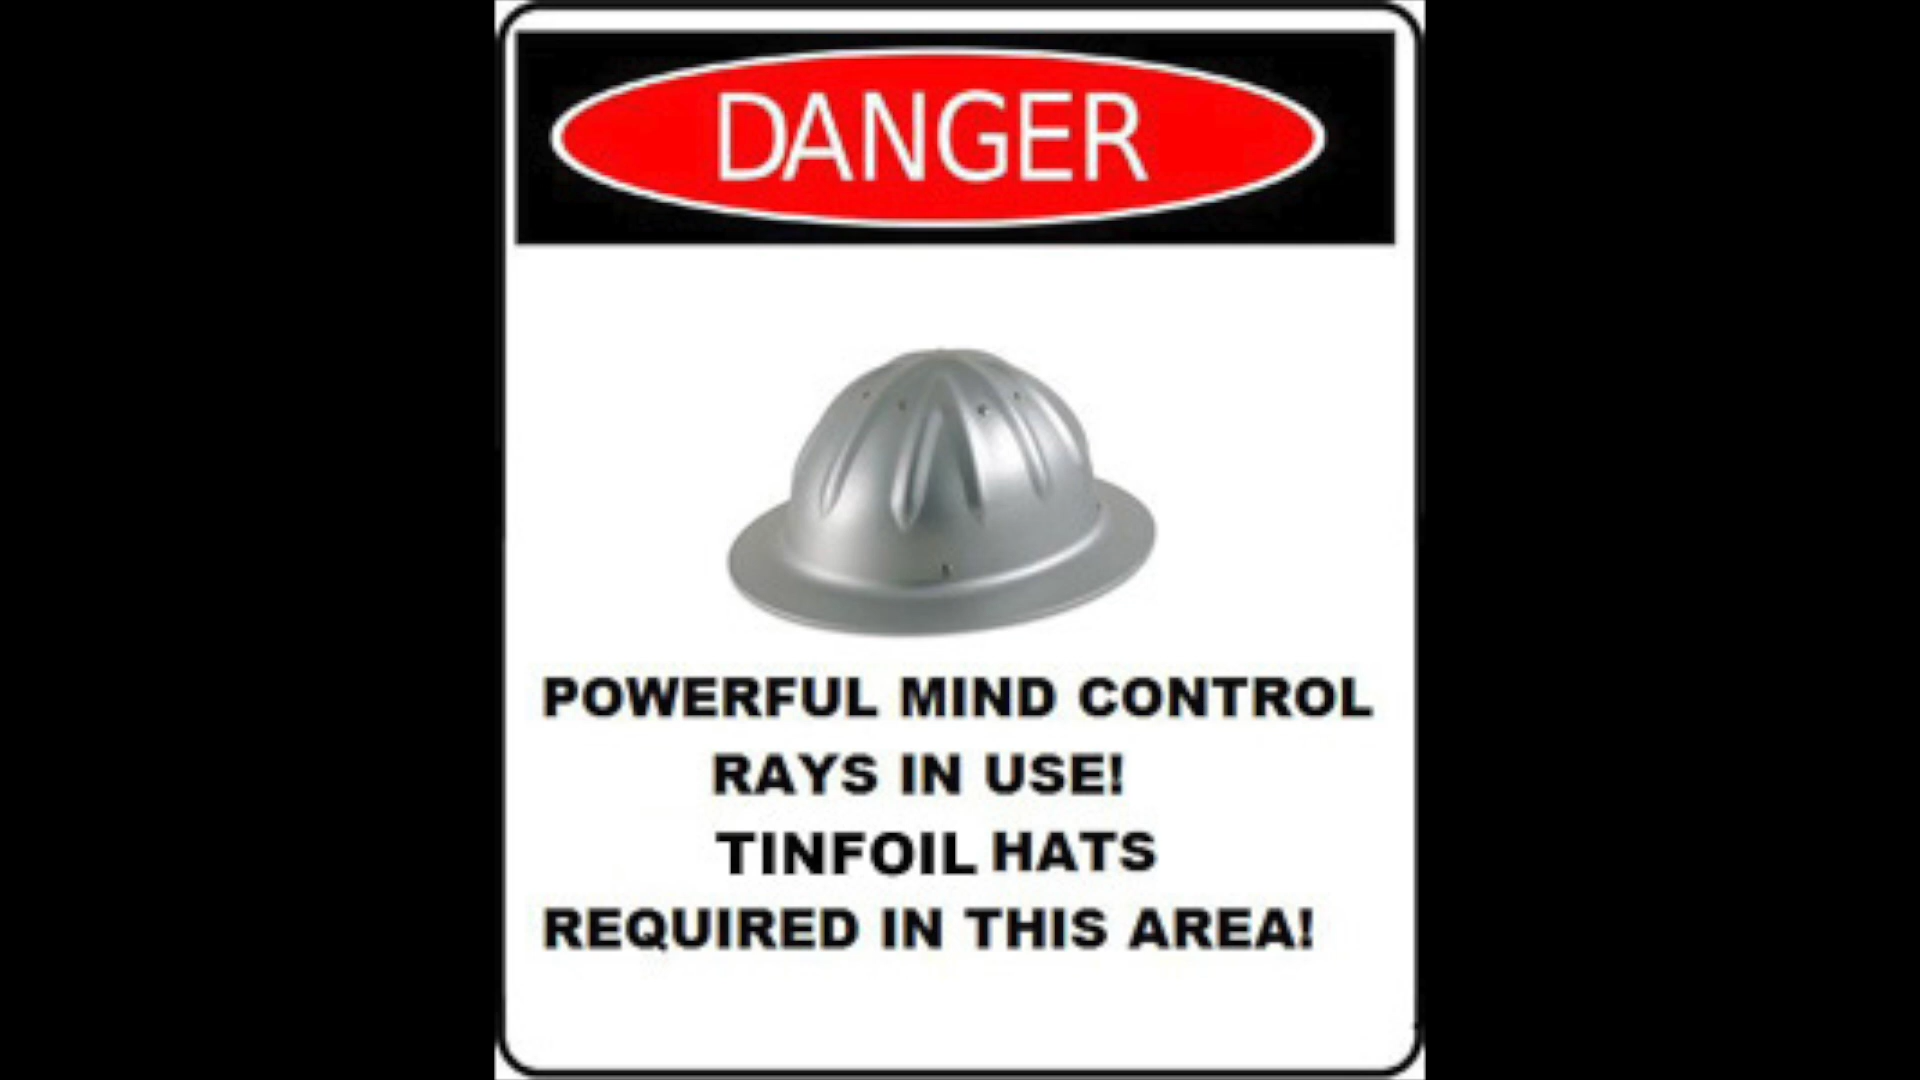 DANGER
POWERFUL MIND CONTROL
RAYS IN USE!
TINFOIL HATS
REQUIRED IN THIS AREA!